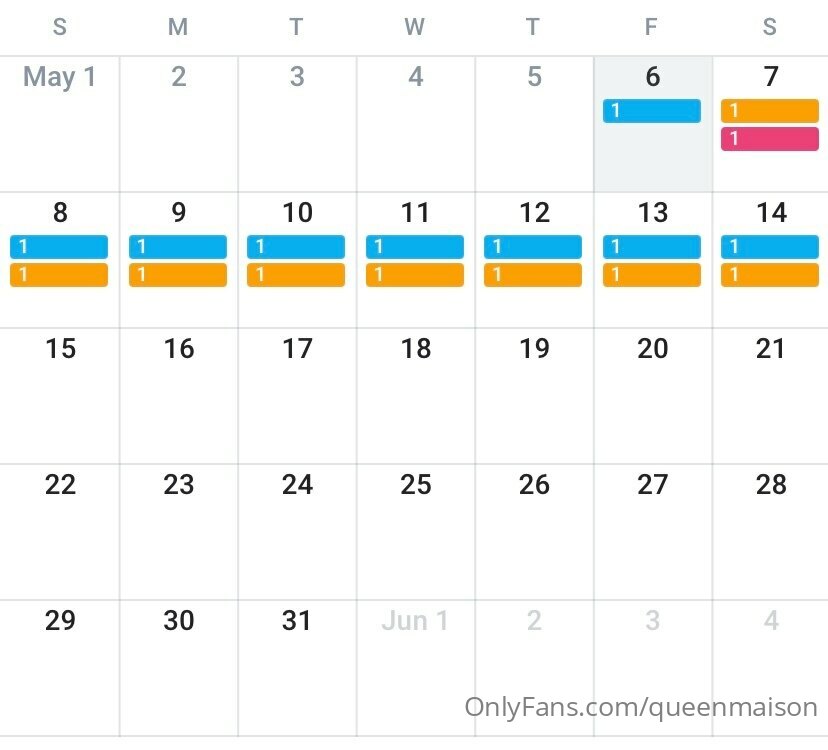 S M T W T F S
May 1 2 3 4 5 6 7
1 1
1
8 9 10 11 12 13 14
1 1 1 1 1 1 1
1 1 1 1 1 1 1
15 16 17 18 19 20 21
22 23 24 25 26 27 28
29 30 31 Jun 1 2 3 4
OnlyFans.com/queenmaison